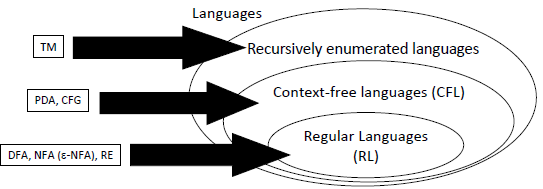 Languages
TM
Recursively enumerated languages
PDA, CFG
Context-free languages (CFL)
Regular Languages
(RL)
DFA, NFA (ε-NFA), RE